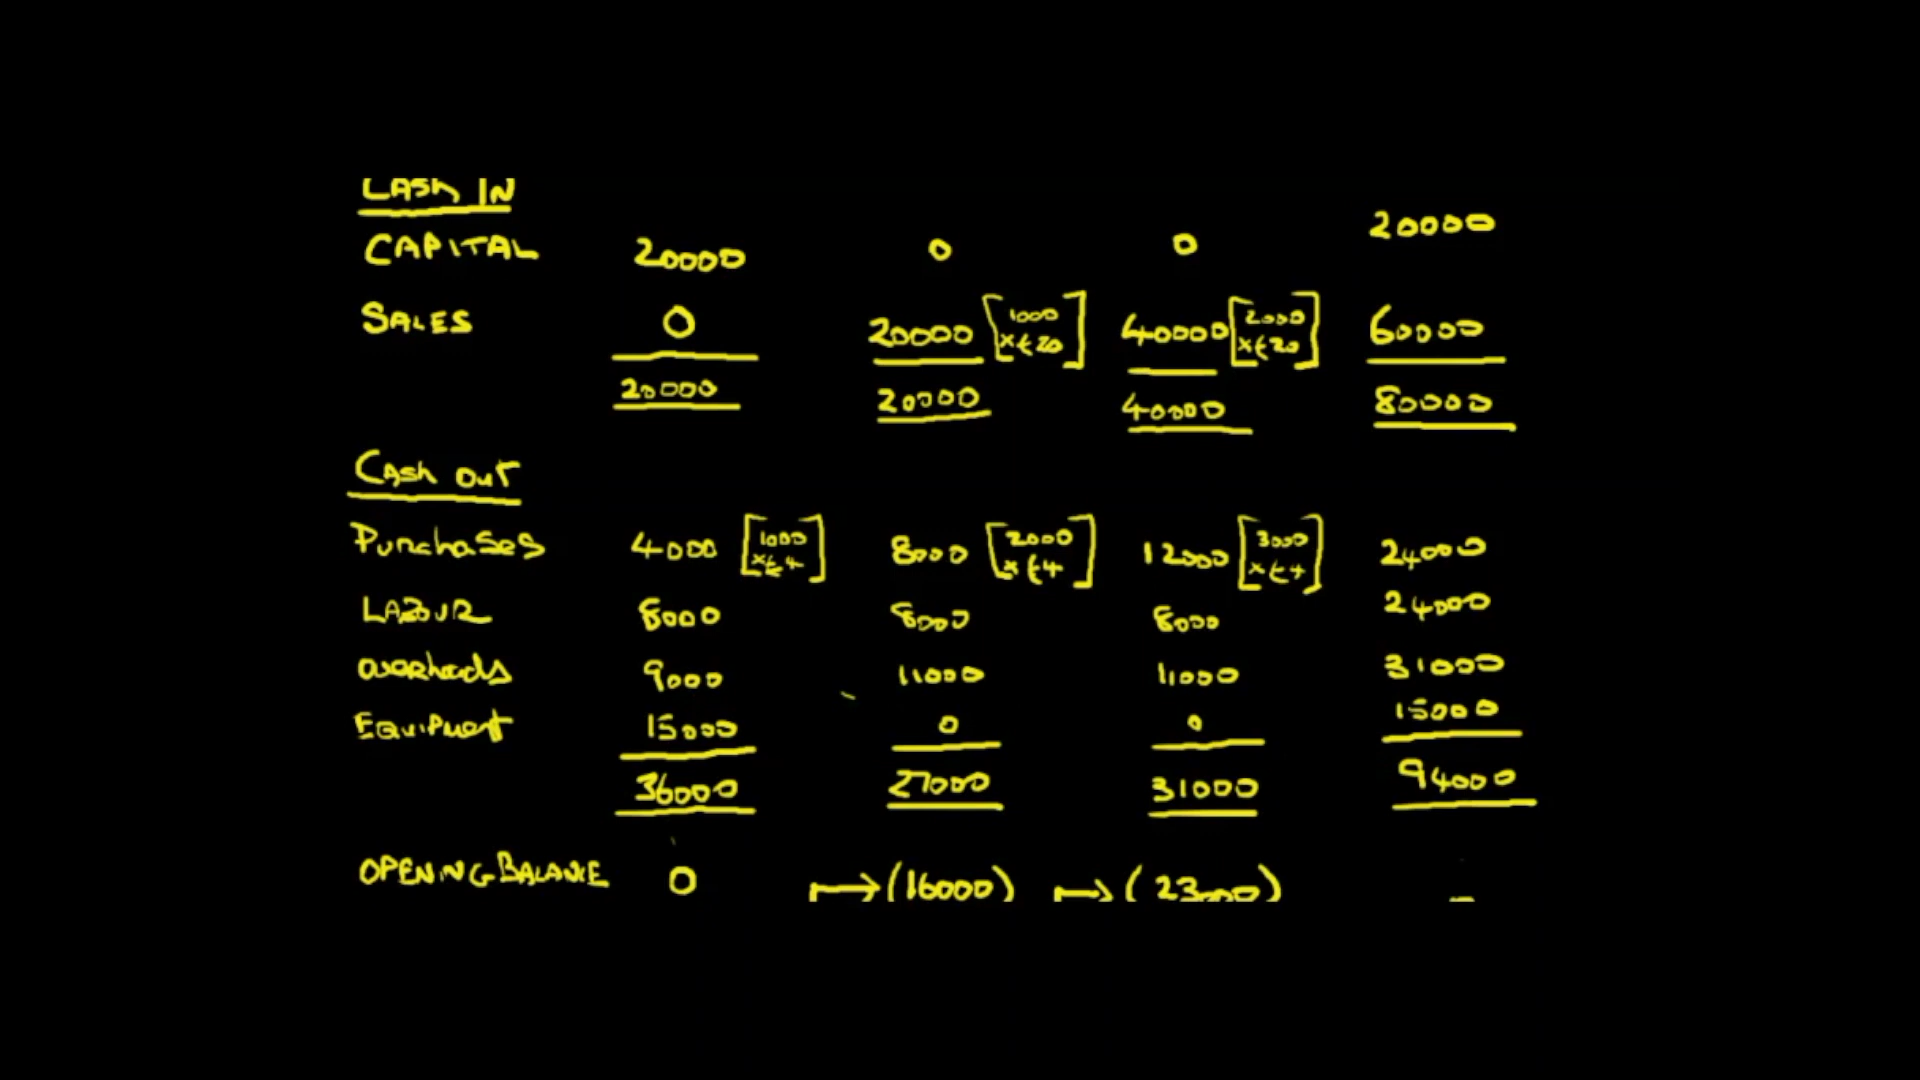 CASH IN
CAPITAL 20000 0 0 20000
SALES 0 20000 [1000 x £20] 40000 [2000 x £20] 60000
20000 20000 40000 80000
Cash out
Purchases 4000 [1000 x £4] 8000 [2000 x £4] 12000 [3000 x £4] 24000
LABOUR 8000 8000 8000 24000
overheads 9000 11000 11000 31000
Equipment 15000 0 0 15000
36000 27000 31000 94000
OPENING BALANCE 0 → (16000) → (23000)